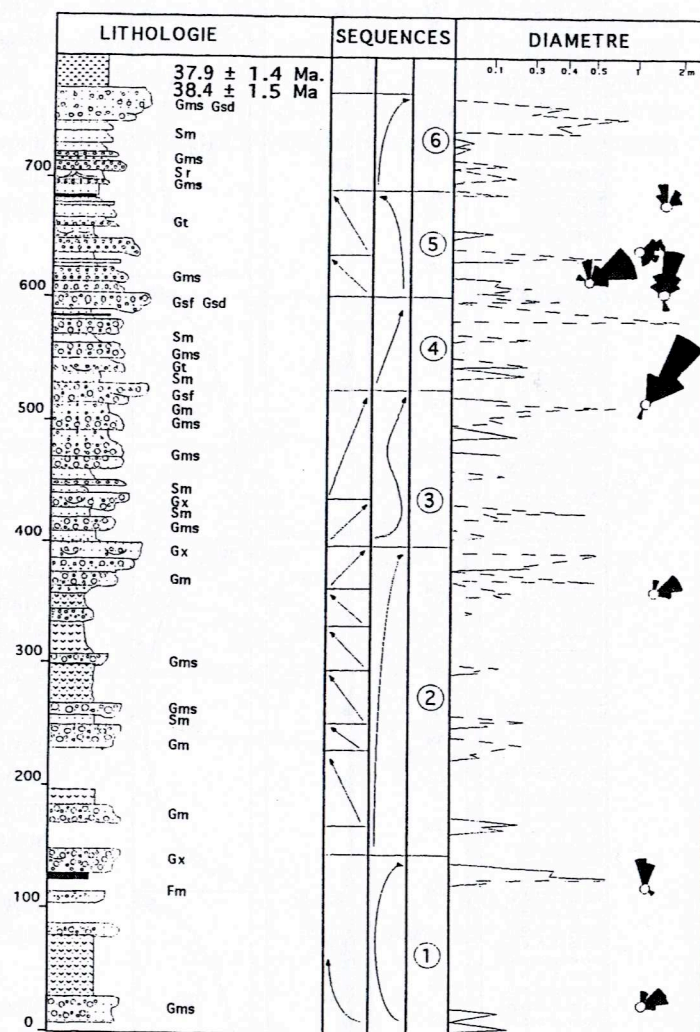 LITHOLOGIE SEQUENCES DIAMETRE
0.1 0.3 0.4 0.5 1 2m
37.9 ± 1.4 Ma.
38.4 ± 1.5 Ma
Gms Gsd
Sm
⑥
Gms
700
Sr
Gms
Gt
⑤
Gms
600
Gsf Gsd
Sm
④
Gms
Gt
Sm
Gsf
500
Gm
Gms
Gms
Sm
③
Gx
Sm
Gms
400
Gx
Gm
300
Gms
②
Gms
Sm
Gm
200
Gm
Gx
Fm
100
①
Gms
0